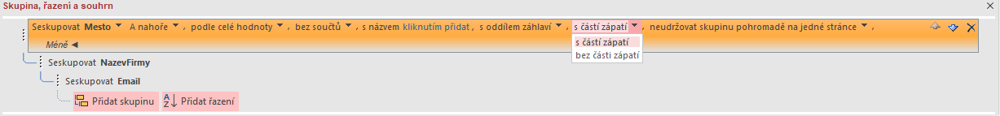 Skupina, řazení a souhrn
Seskupovat Mesto A nahoře , podle celé hodnoty , bez součtů , s názvem kliknutím přidat , s oddílem záhlaví , s částí zápatí , neudržovat skupinu pohromadě na jedné stránce ,
Méně
s částí zápatí
bez části zápatí
Seskupovat NazevFirmy
Seskupovat Email
Přidat skupinu AZ Přidat řazení